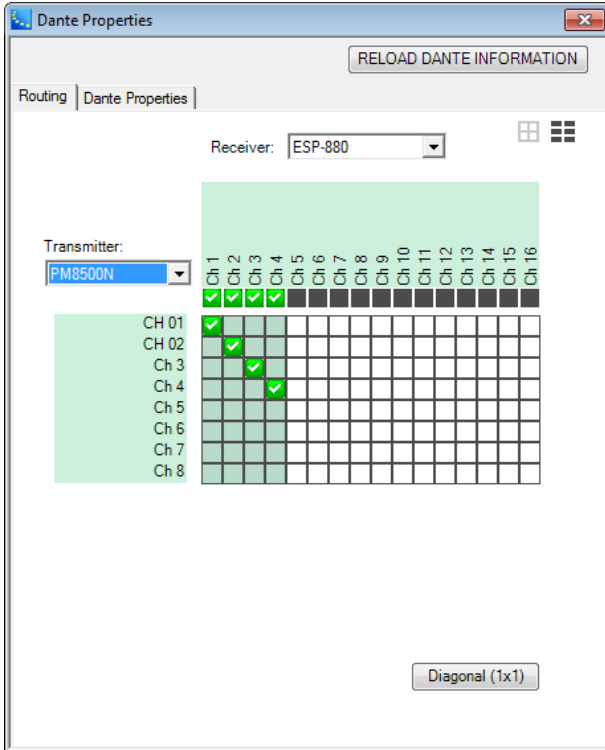 Dante Properties
RELOAD DANTE INFORMATION
Routing Dante Properties
Receiver: ESP-880
Transmitter:
PM8500N
Ch 1 Ch 2 Ch 3 Ch 4 Ch 5 Ch 6 Ch 7 Ch 8 Ch 9 Ch 10 Ch 11 Ch 12 Ch 13 Ch 14 Ch 15 Ch 16
CH 01
CH 02
Ch 3
Ch 4
Ch 5
Ch 6
Ch 7
Ch 8
Diagonal (1x1)